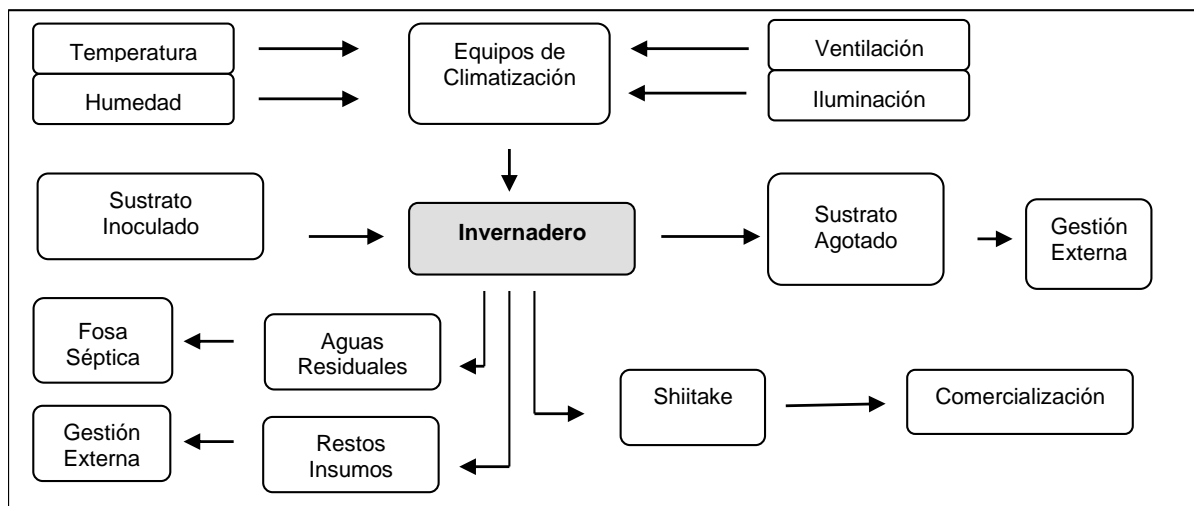 Temperatura
Humedad
Equipos de
Climatización
Ventilación
Iluminación
Sustrato
Inoculado
Invernadero
Sustrato
Agotado
Gestión
Externa
Fosa
Séptica
Aguas
Residuales
Shiitake
Comercialización
Gestión
Externa
Restos
Insumos